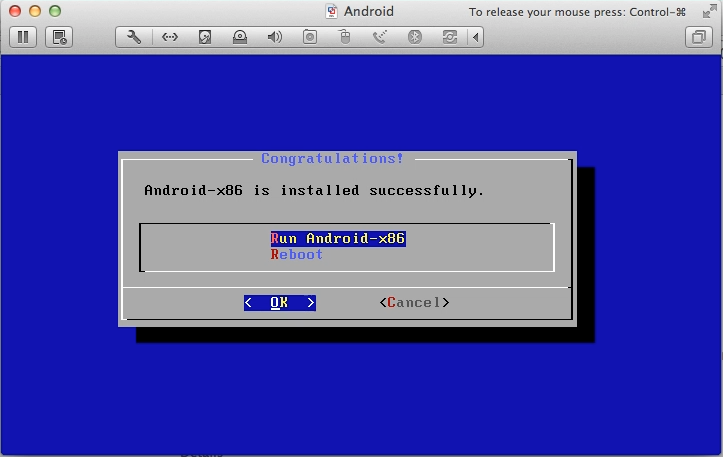 Android
To release your mouse press: Control-⌘
Congratulations!
Android-x86 is installed successfully.
Run Android-x86
Reboot
< OK >
<Cancel>